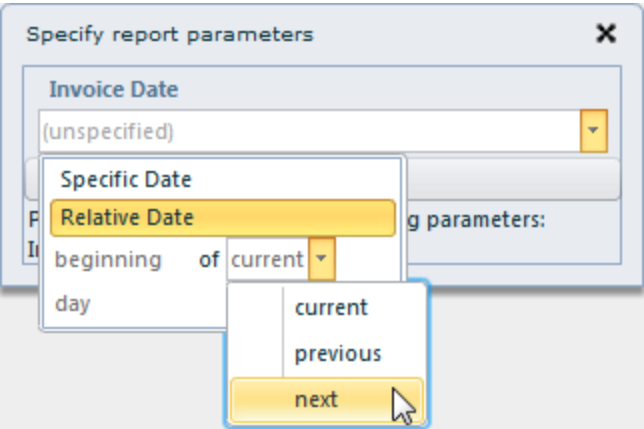 Specify report parameters
Invoice Date
(unspecified)
Specific Date
Relative Date
g parameters:
beginning of current
day
current
previous
next